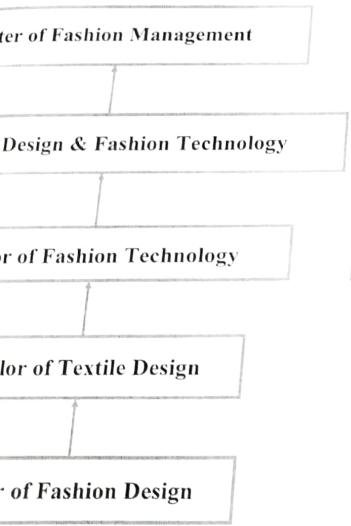 ter of Fashion Management
Design & Fashion Technology
or of Fashion Technology
lor of Textile Design
r of Fashion Design